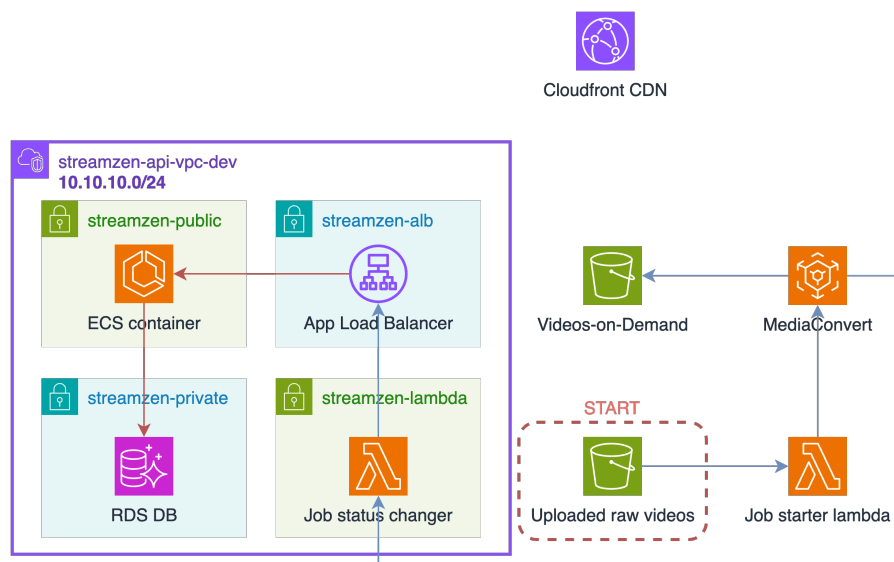 Cloudfront CDN
streamzen-api-vpc-dev
10.10.10.0/24
streamzen-public
streamzen-alb
ECS container
App Load Balancer
Videos-on-Demand
MediaConvert
streamzen-private
streamzen-lambda
START
RDS DB
Job status changer
Uploaded raw videos
Job starter lambda